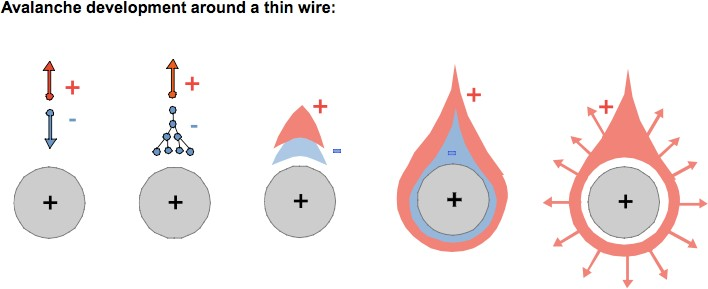 Avalanche development around a thin wire:
+ + + + +
- - - -
+ + + + +